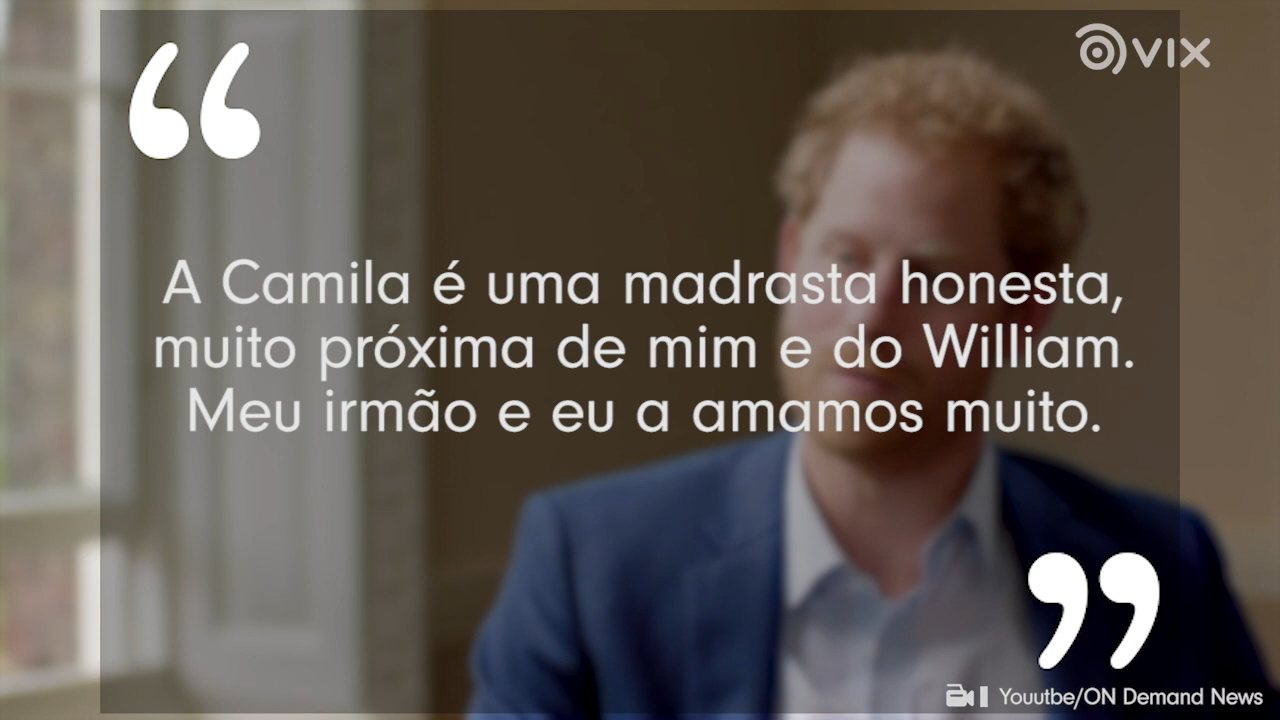 VIX
“
A Camila é uma madrasta honesta,
muito próxima de mim e do William.
Meu irmão e eu a amamos muito.
”
Youutbe/ON Demand News